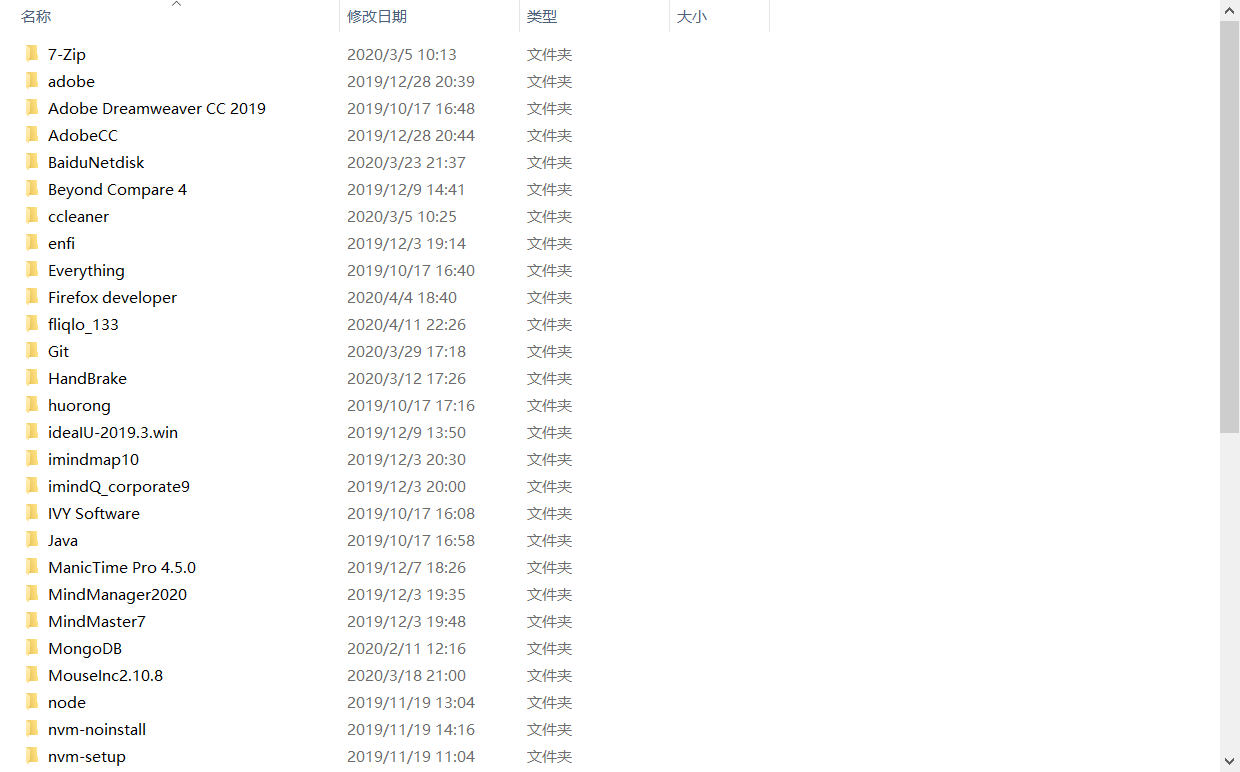 名称 修改日期 类型 大小
7-Zip 2020/3/5 10:13 文件夹
adobe 2019/12/28 20:39 文件夹
Adobe Dreamweaver CC 2019 2019/10/17 16:48 文件夹
AdobeCC 2019/12/28 20:44 文件夹
BaiduNetdisk 2020/3/23 21:37 文件夹
Beyond Compare 4 2019/12/9 14:41 文件夹
ccleaner 2020/3/5 10:25 文件夹
enfi 2019/12/3 19:14 文件夹
Everything 2019/10/17 16:40 文件夹
Firefox developer 2020/4/4 18:40 文件夹
fliqlo_133 2020/4/11 22:26 文件夹
Git 2020/3/29 17:18 文件夹
HandBrake 2020/3/12 17:26 文件夹
huorong 2019/10/17 17:16 文件夹
ideaIU-2019.3.win 2019/12/9 13:50 文件夹
imindmap10 2019/12/3 20:30 文件夹
imindQ_corporate9 2019/12/3 20:00 文件夹
IVY Software 2019/10/17 16:08 文件夹
Java 2019/10/17 16:58 文件夹
ManicTime Pro 4.5.0 2019/12/7 18:26 文件夹
MindManager2020 2019/12/3 19:35 文件夹
MindMaster7 2019/12/3 19:48 文件夹
MongoDB 2020/2/11 12:16 文件夹
MouseInc2.10.8 2020/3/18 21:00 文件夹
node 2019/11/19 13:04 文件夹
nvm-noinstall 2019/11/19 14:16 文件夹
nvm-setup 2019/11/19 11:04 文件夹